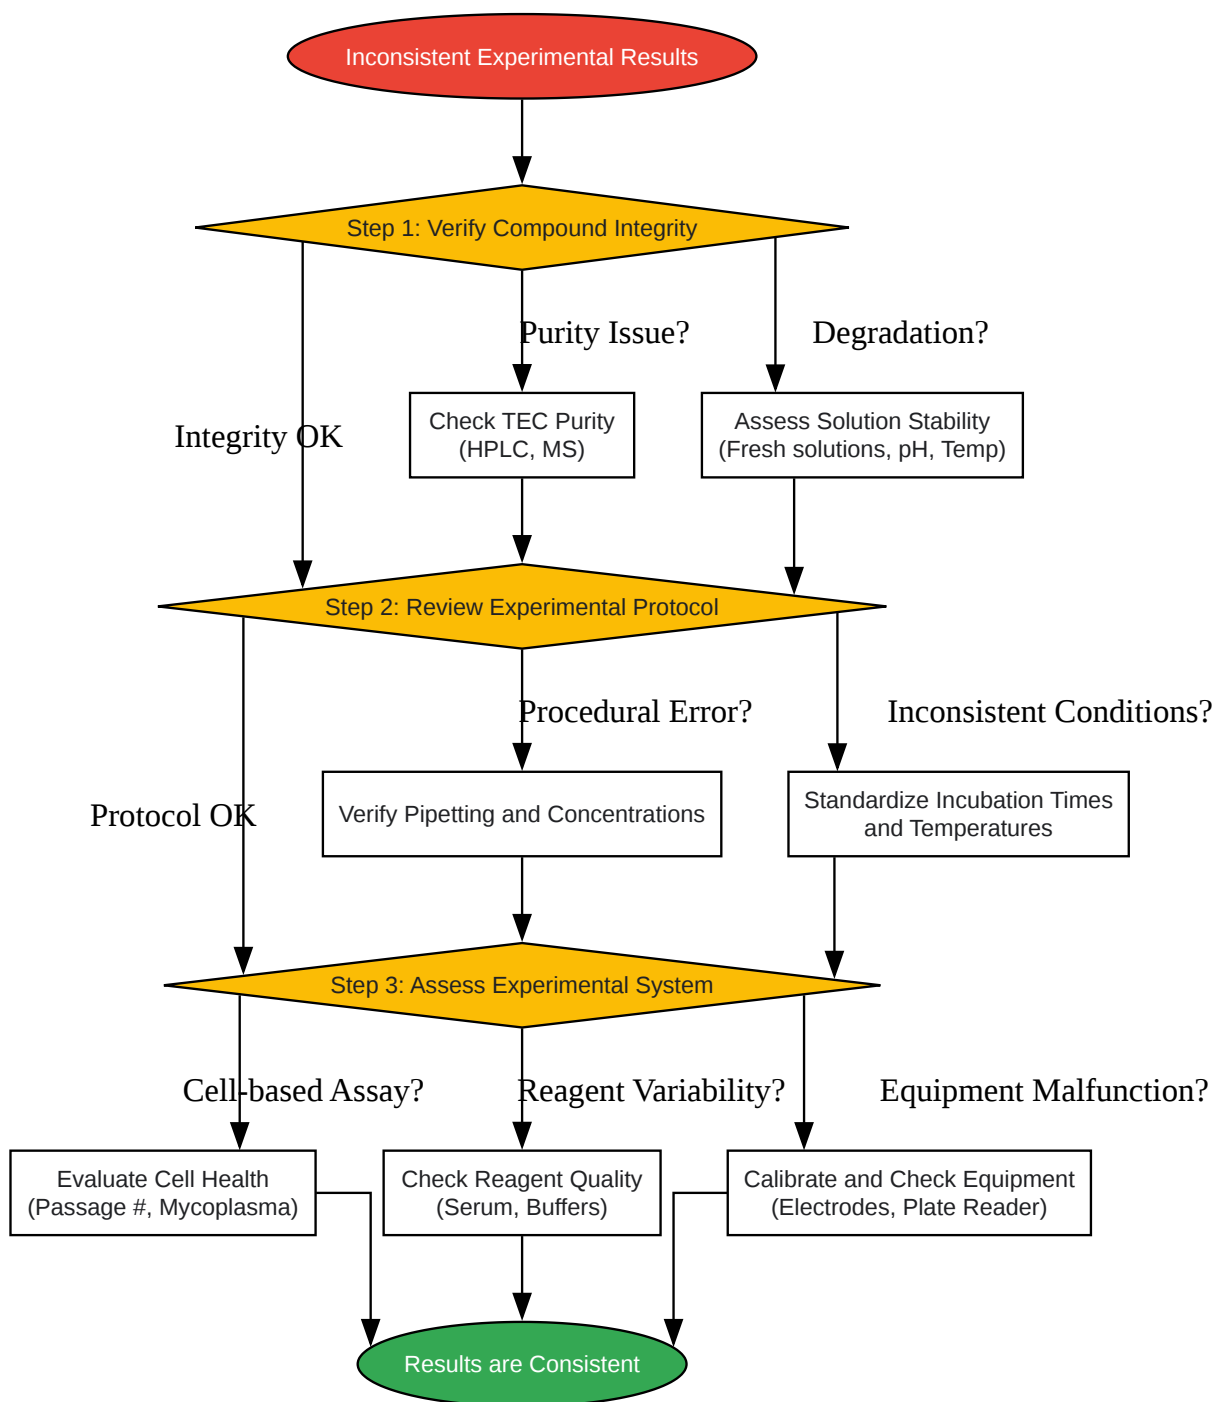 Inconsistent Experimental Results
Step 1: Verify Compound Integrity
Purity Issue?
Degradation?
Integrity OK
Check TEC Purity
(HPLC, MS)
Assess Solution Stability
(Fresh solutions, pH, Temp)
Step 2: Review Experimental Protocol
Procedural Error?
Inconsistent Conditions?
Protocol OK
Verify Pipetting and Concentrations
Standardize Incubation Times
and Temperatures
Step 3: Assess Experimental System
Cell-based Assay?
Reagent Variability?
Equipment Malfunction?
Evaluate Cell Health
(Passage #, Mycoplasma)
Check Reagent Quality
(Serum, Buffers)
Calibrate and Check Equipment
(Electrodes, Plate Reader)
Results are Consistent